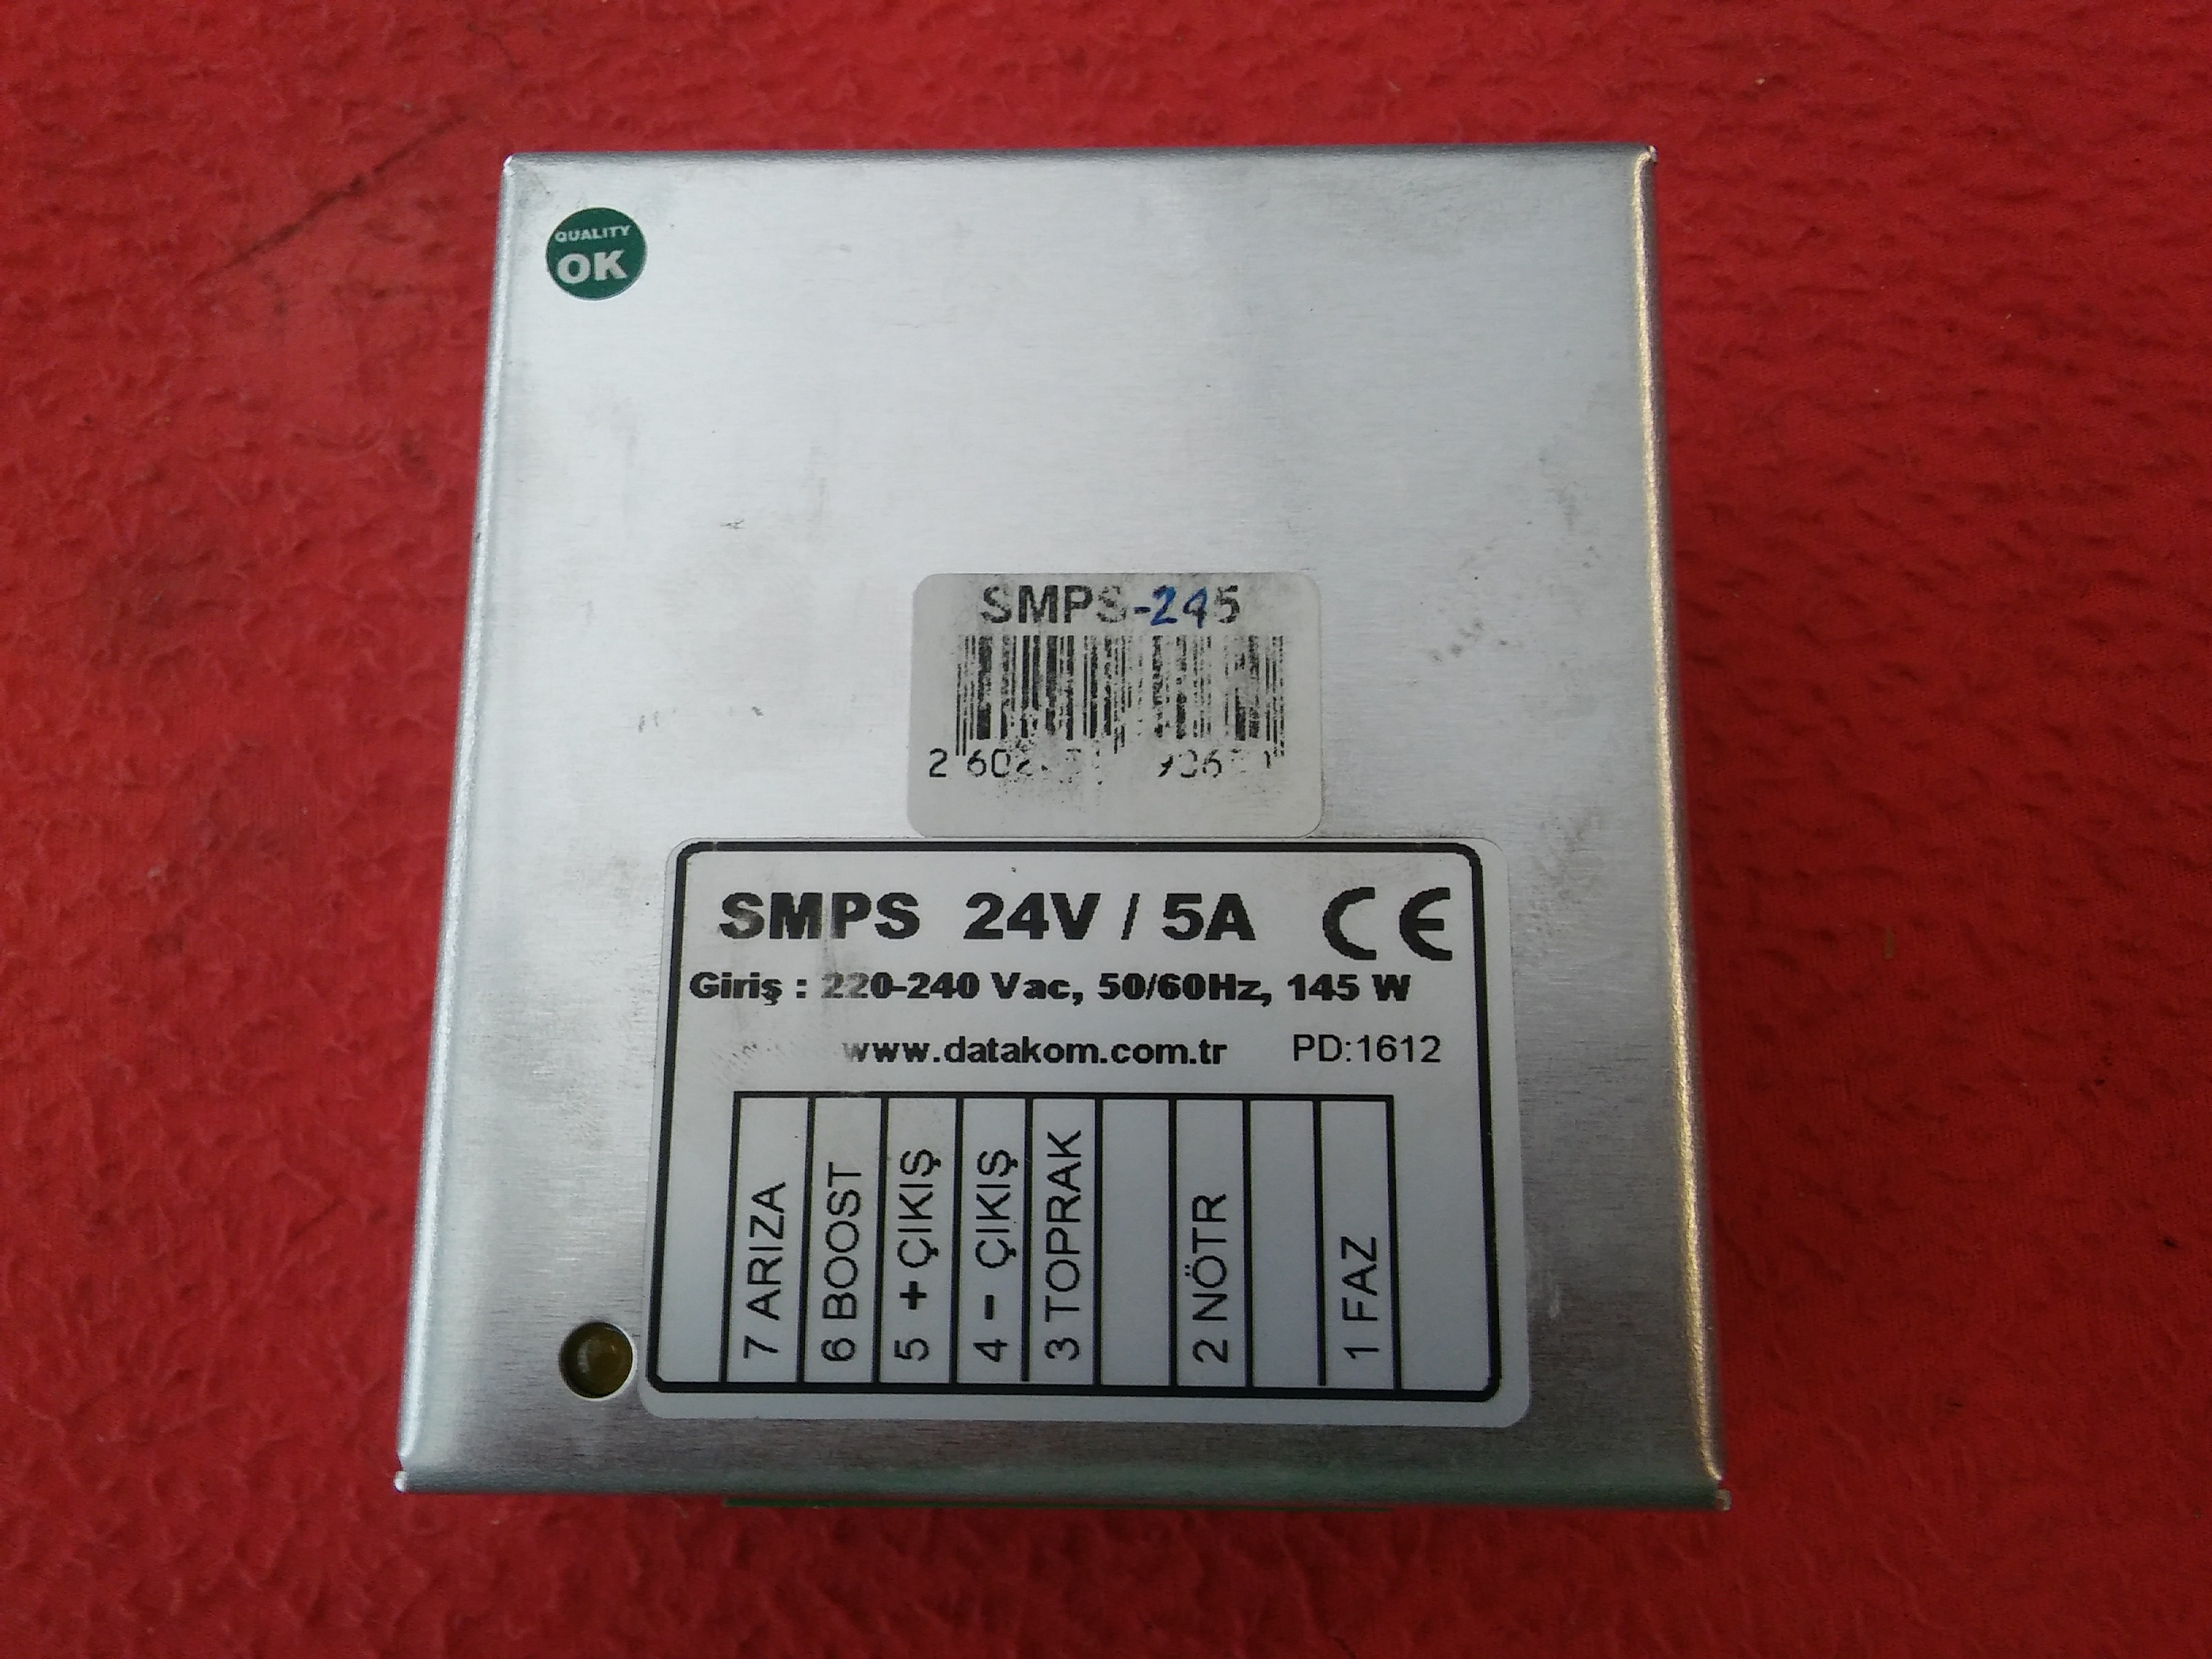 QUALITY
OK
SMPS-245
SMPS 24V / 5A CE
Giriş : 220-240 Vac, 50/60Hz, 145 W
www.datakom.com.tr PD:1612
7 ARIZA
6 BOOST
5 + ÇIKIŞ
4 - ÇIKIŞ
3 TOPRAK
2 NÖTR
1 FAZ